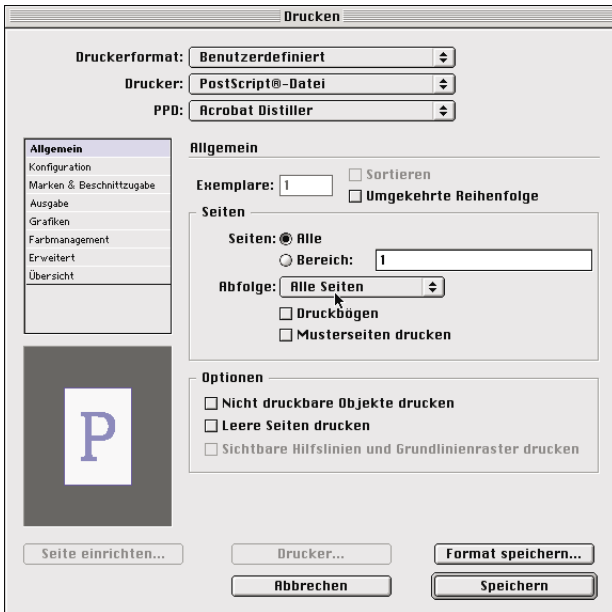 Drucken
Druckerformat: Benutzerdefiniert
Drucker: PostScript®-Datei
PPD: Acrobat Distiller
Allgemein
Konfiguration
Marken & Beschnittzugabe
Ausgabe
Grafiken
Farbmanagement
Erweitert
Übersicht
P
Allgemein
Exemplare: 1
Sortieren
Umgekehrte Reihenfolge
Seiten
Seiten: Alle
Bereich: 1
Abfolge: Alle Seiten
Druckbögen
Musterseiten drucken
Optionen
Nicht druckbare Objekte drucken
Leere Seiten drucken
Sichtbare Hilfslinien und Grundlinienraster drucken
Seite einrichten... Drucker... Format speichern...
Abbrechen Speichern